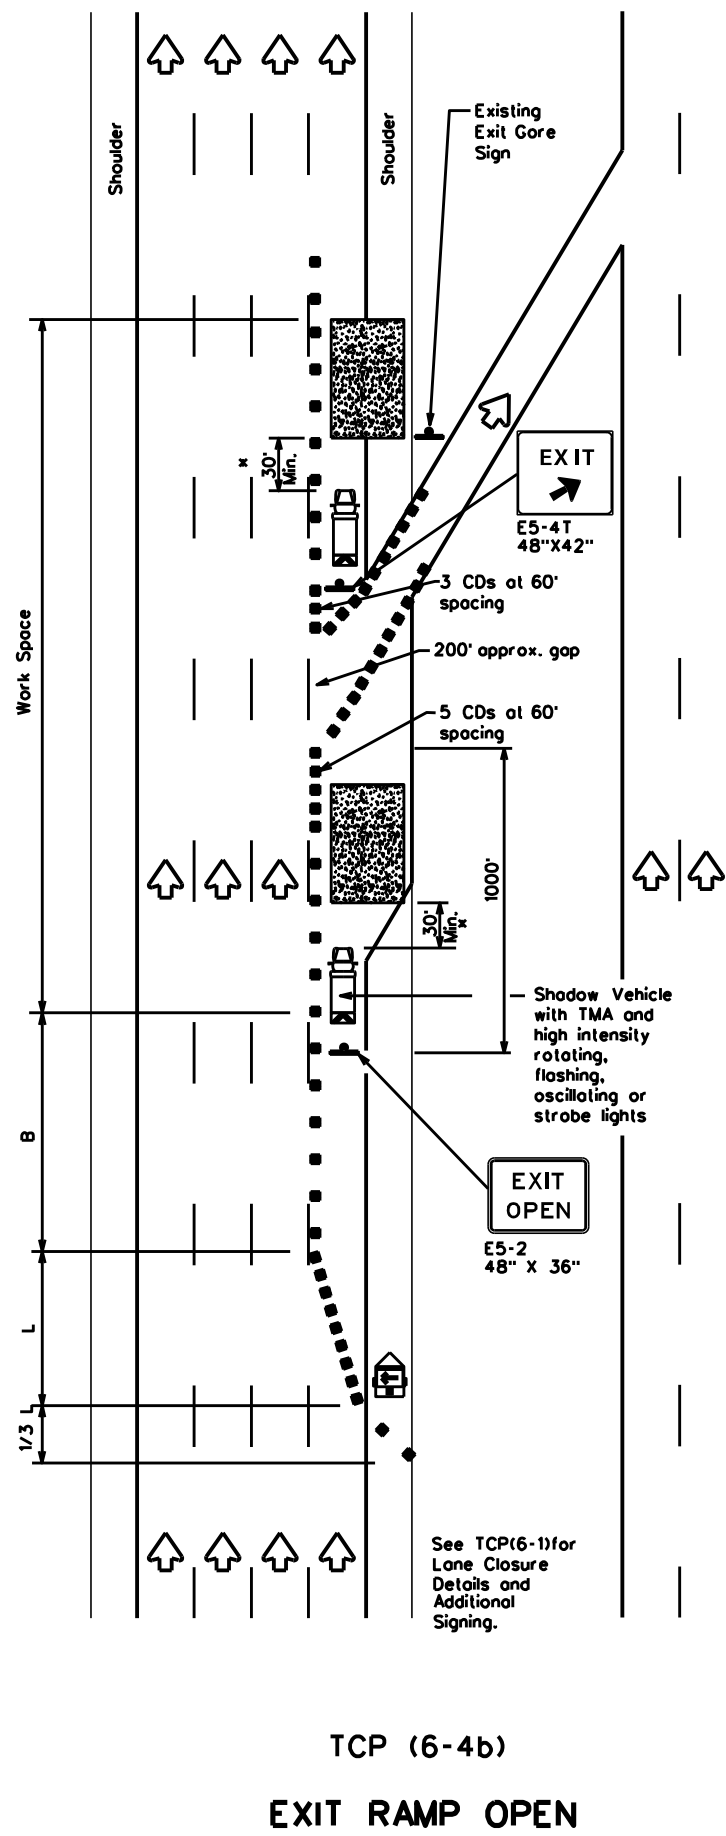 Shoulder
Shoulder
Existing
Exit Gore
Sign
x
30'
Min.
EXIT
E5-4T
48"X42"
3 CDs at 60'
spacing
Work Space
200' approx. gap
5 CDs at 60'
spacing
1000'
30'
Min.
x
Shadow Vehicle
with TMA and
high intensity
rotating,
flashing,
oscillating or
strobe lights
B
EXIT
OPEN
E5-2
48" X 36"
L
1/3 L
See TCP(6-1)for
Lane Closure
Details and
Additional
Signing.
TCP (6-4b)
EXIT RAMP OPEN